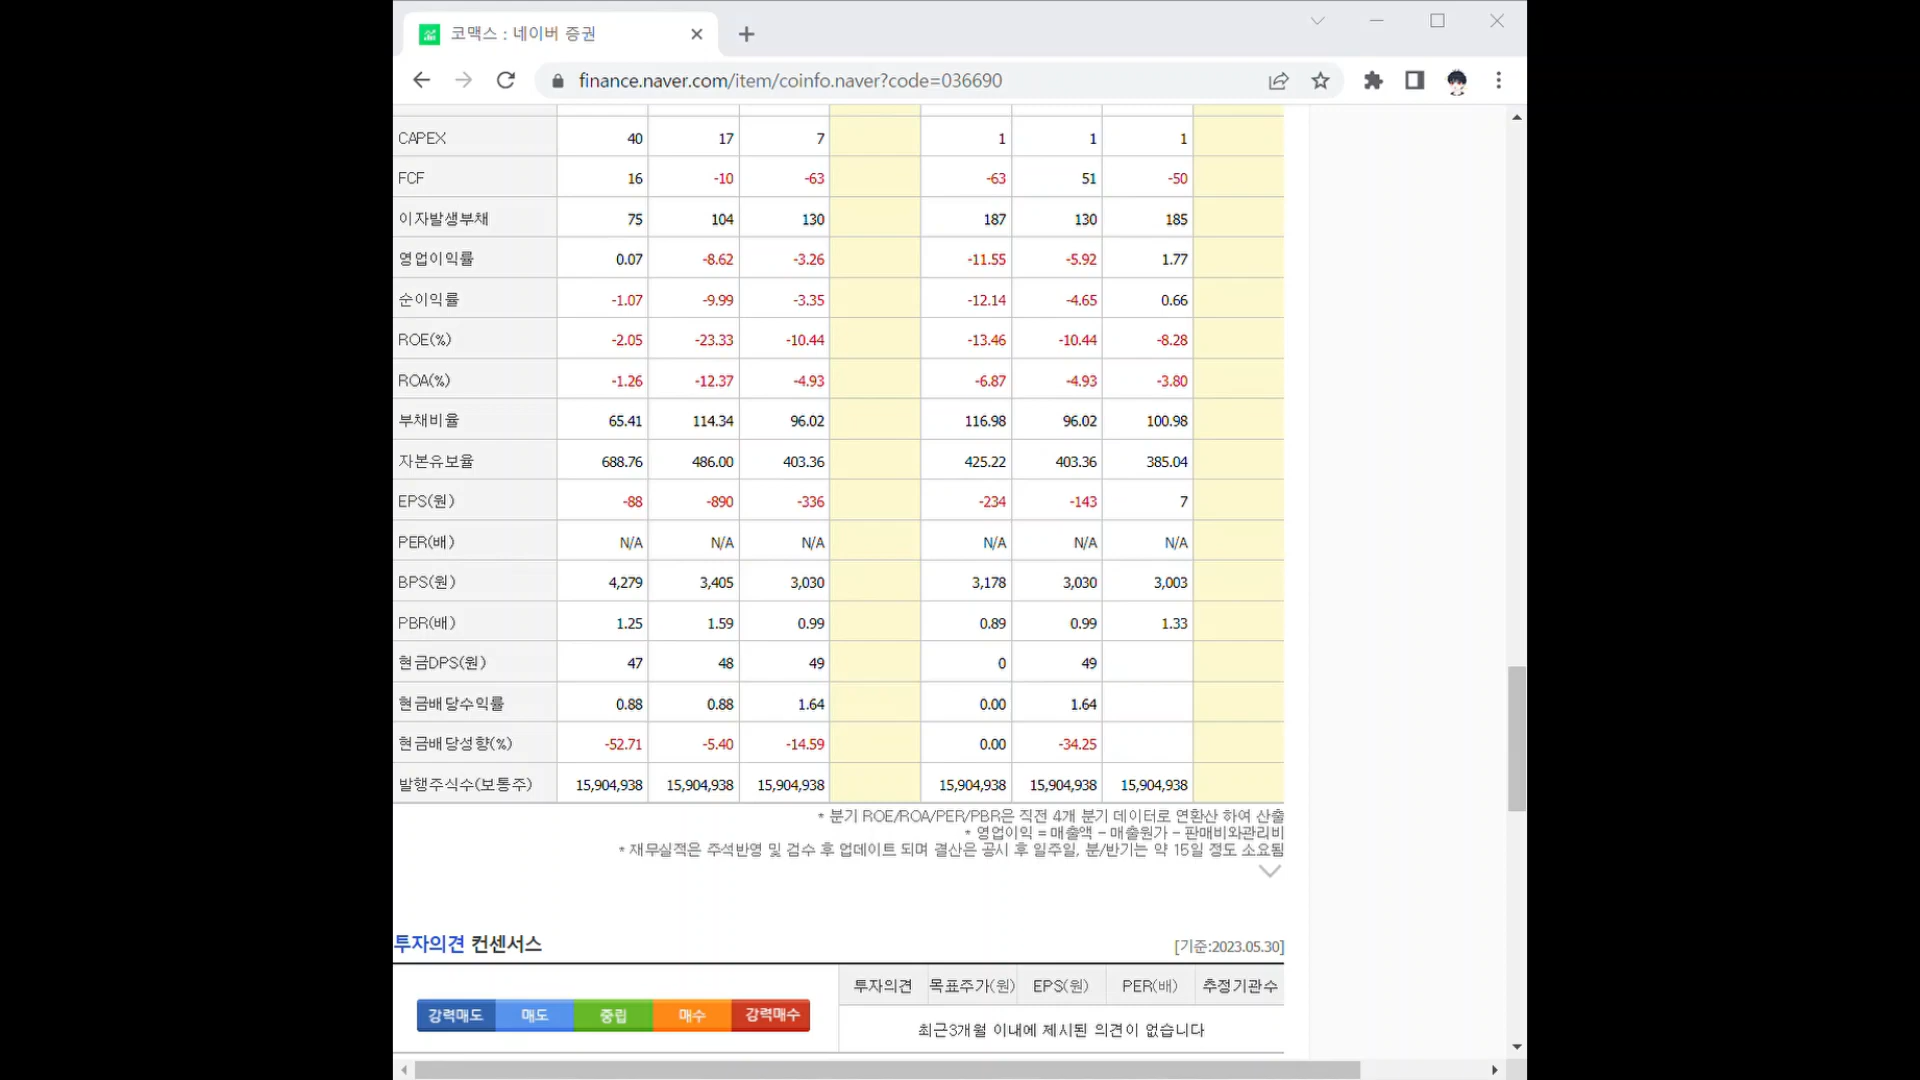 코맥스 : 네이버 증권
finance.naver.com/item/coinfo.naver?code=036690
CAPEX 40 17 7 1 1 1
FCF 16 -10 -63 -63 51 -50
이자발생부채 75 104 130 187 130 185
영업이익률 0.07 -8.62 -3.26 -11.55 -5.92 1.77
순이익률 -1.07 -9.99 -3.35 -12.14 -4.65 0.66
ROE(%) -2.05 -23.33 -10.44 -13.46 -10.44 -8.28
ROA(%) -1.26 -12.37 -4.93 -6.87 -4.93 -3.80
부채비율 65.41 114.34 96.02 116.98 96.02 100.98
자본유보율 688.76 486.00 403.36 425.22 403.36 385.04
EPS(원) -88 -890 -336 -234 -143 7
PER(배) N/A N/A N/A N/A N/A N/A
BPS(원) 4,279 3,405 3,030 3,178 3,030 3,003
PBR(배) 1.25 1.59 0.99 0.89 0.99 1.33
현금DPS(원) 47 48 49 0 49
현금배당수익률 0.88 0.88 1.64 0.00 1.64
현금배당성향(%) -52.71 -5.40 -14.59 0.00 -34.25
발행주식수(보통주) 15,904,938 15,904,938 15,904,938 15,904,938 15,904,938 15,904,938
* 분기 ROE/ROA/PER/PBR은 직전 4개 분기 데이터로 연환산 하여 산출
* 영업이익 = 매출액 - 매출원가 - 판매비와관리비
* 재무실적은 주석반영 및 검수 후 업데이트 되며 결산은 공시 후 일주일, 분/반기는 약 15일 정도 소요됨
투자의견 컨센서스 [기준:2023.05.30]
투자의견 목표주가(원) EPS(원) PER(배) 추정기관수
강력매도 매도 중립 매수 강력매수
최근3개월 이내에 제시된 의견이 없습니다